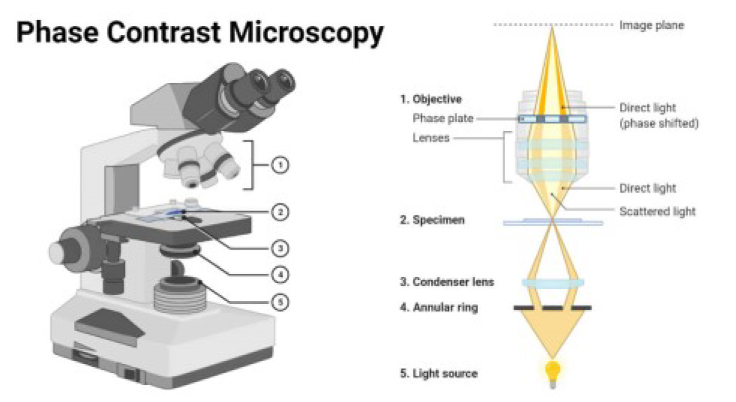 Phase Contrast Microscopy
1
2
3
4
5
Image plane
1. Objective
Phase plate
Lenses
Direct light
(phase shifted)
Direct light
Scattered light
2. Specimen
3. Condenser lens
4. Annular ring
5. Light source